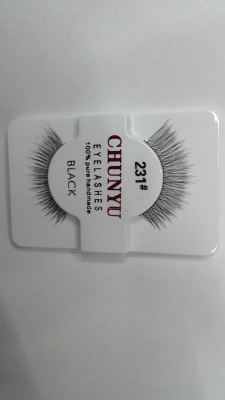 231#
CHUNYU
EYELASHES
100% pure handmade
BLACK